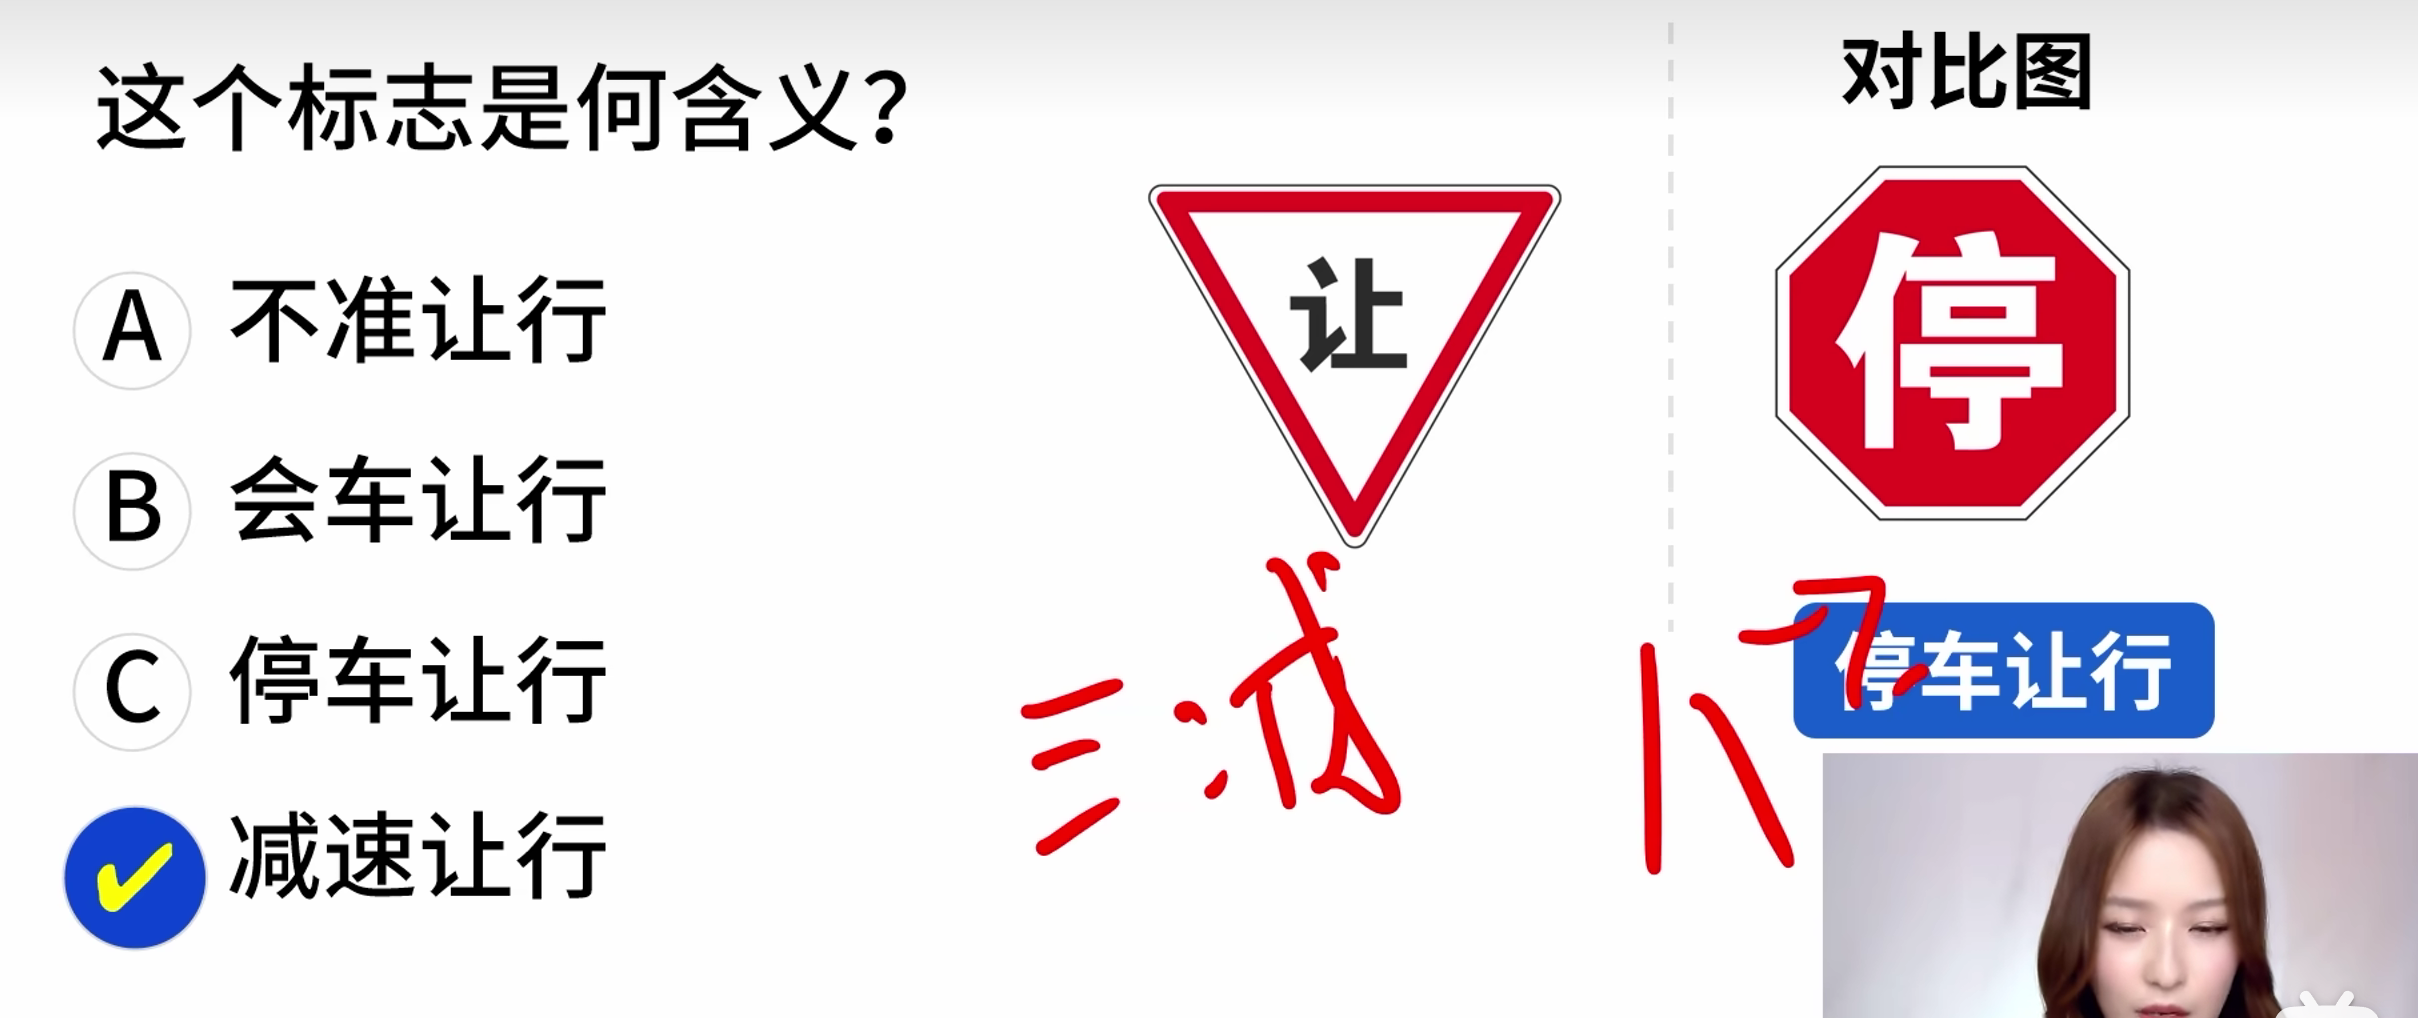 这个标志是何含义?
A 不准让行
B 会车让行
C 停车让行
减速让行
让
三减
对比图
停
停车让行
八